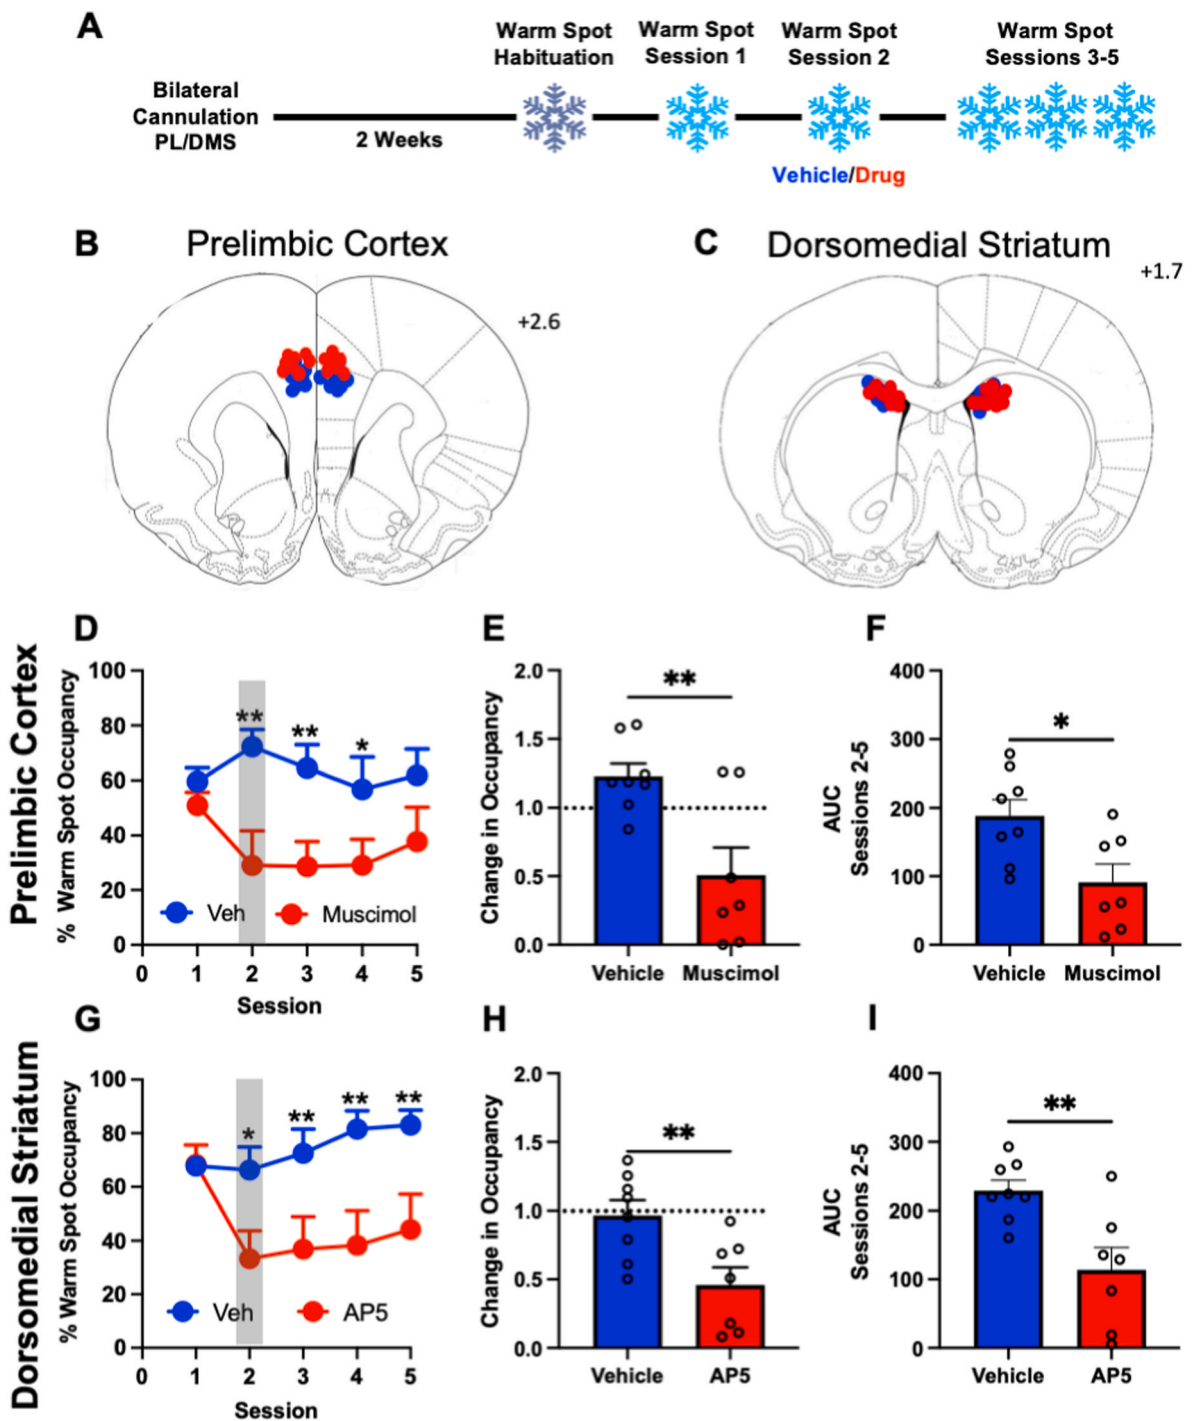 A
Warm Spot
Habituation
Warm Spot
Session 1
Warm Spot
Session 2
Warm Spot
Sessions 3-5
Bilateral
Cannulation
PL/DMS
2 Weeks
Vehicle/Drug
B
Prelimbic Cortex
+2.6
C
Dorsomedial Striatum
+1.7
Prelimbic Cortex
D
% Warm Spot Occupancy
100
80
60
40
20
0
**
**
*
Veh
Muscimol
0 1 2 3 4 5
Session
E
Change in Occupancy
2.0
1.5
1.0
0.5
0.0
**
Vehicle Muscimol
F
AUC
Sessions 2-5
400
300
200
100
0
*
Vehicle Muscimol
Dorsomedial Striatum
G
% Warm Spot Occupancy
100
80
60
40
20
0
*
**
**
**
Veh
AP5
0 1 2 3 4 5
Session
H
Change in Occupancy
2.0
1.5
1.0
0.5
0.0
**
Vehicle AP5
I
AUC
Sessions 2-5
400
300
200
100
0
**
Vehicle AP5